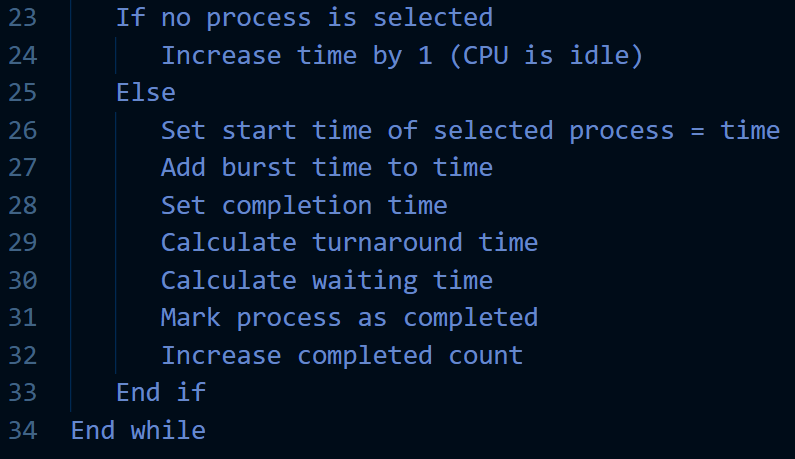 23 If no process is selected
24 Increase time by 1 (CPU is idle)
25 Else
26 Set start time of selected process = time
27 Add burst time to time
28 Set completion time
29 Calculate turnaround time
30 Calculate waiting time
31 Mark process as completed
32 Increase completed count
33 End if
34 End while